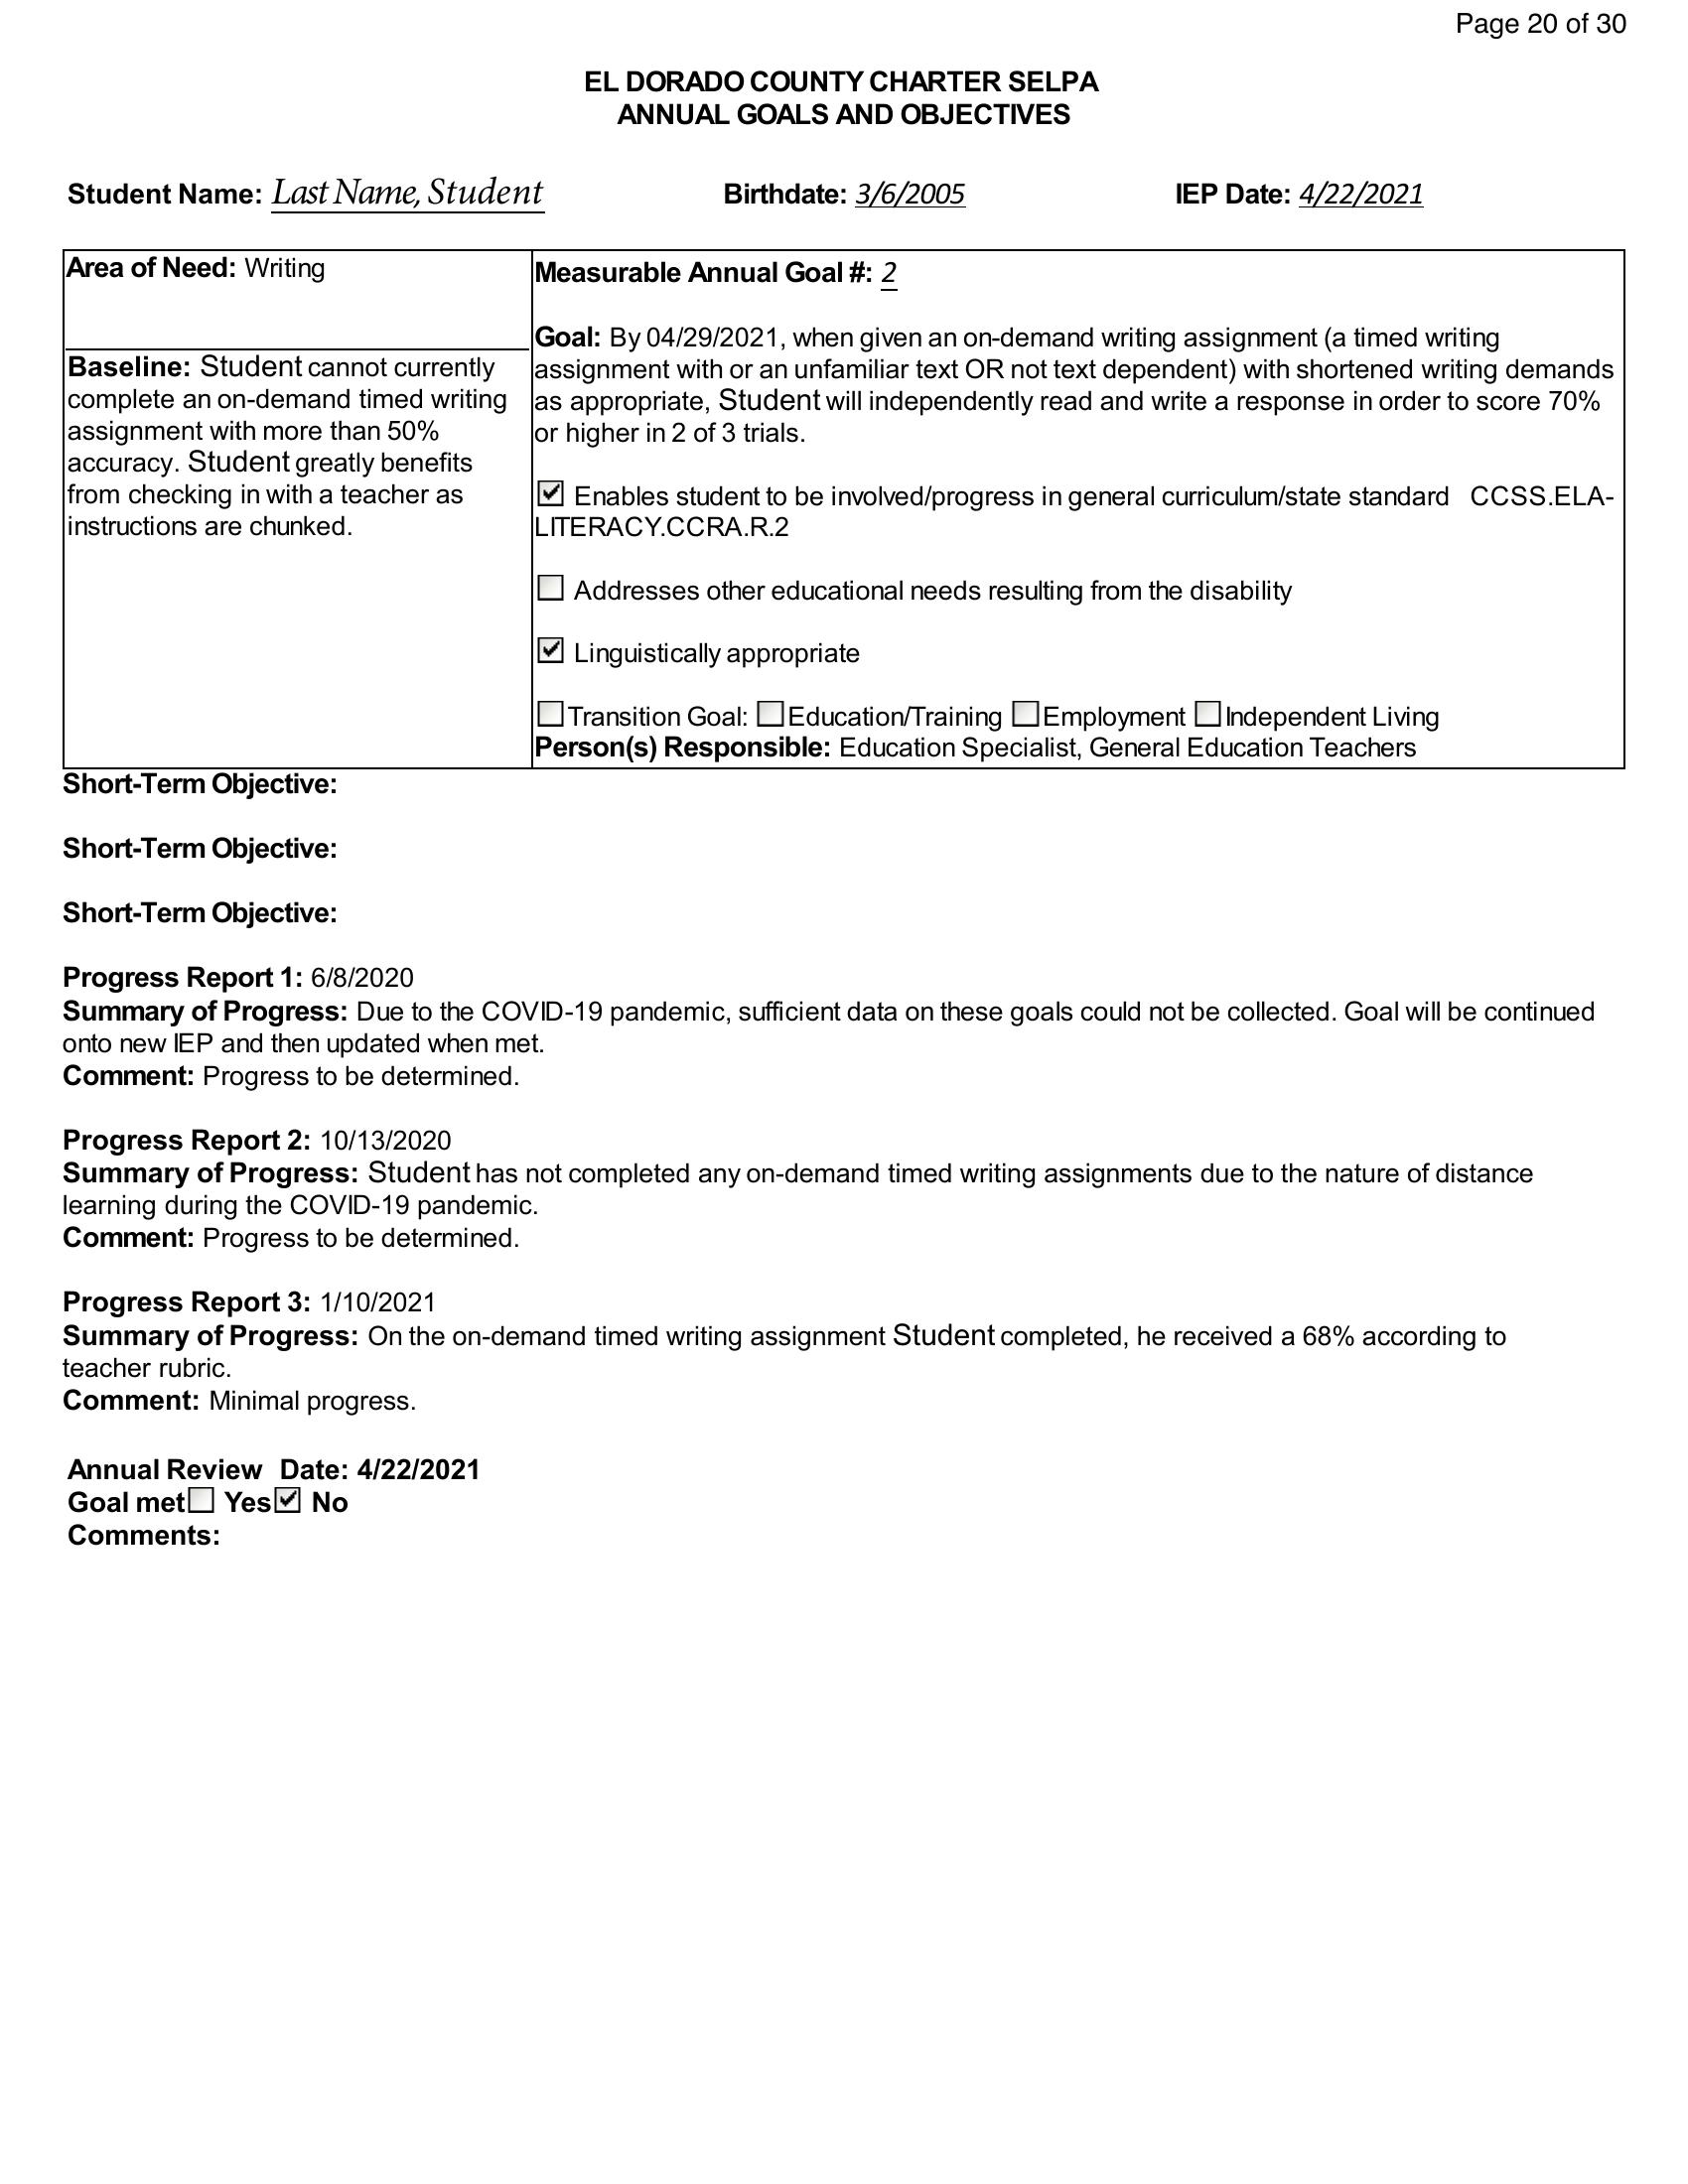 Page 20 of 30
EL DORADO COUNTY CHARTER SELPA
ANNUAL GOALS AND OBJECTIVES
Student Name: Last Name, Student Birthdate: 3/6/2005 IEP Date: 4/22/2021
Area of Need: Writing
Baseline: Student cannot currently
complete an on-demand timed writing
assignment with more than 50%
accuracy. Student greatly benefits
from checking in with a teacher as
instructions are chunked.
Measurable Annual Goal #: 2
Goal: By 04/29/2021, when given an on-demand writing assignment (a timed writing
assignment with or an unfamiliar text OR not text dependent) with shortened writing demands
as appropriate, Student will independently read and write a response in order to score 70%
or higher in 2 of 3 trials.
Enables student to be involved/progress in general curriculum/state standard CCSS.ELA-
LITERACY.CCRA.R.2
Addresses other educational needs resulting from the disability
Linguistically appropriate
Transition Goal: Education/Training Employment Independent Living
Person(s) Responsible: Education Specialist, General Education Teachers
Short-Term Objective:
Short-Term Objective:
Short-Term Objective:
Progress Report 1: 6/8/2020
Summary of Progress: Due to the COVID-19 pandemic, sufficient data on these goals could not be collected. Goal will be continued
onto new IEP and then updated when met.
Comment: Progress to be determined.
Progress Report 2: 10/13/2020
Summary of Progress: Student has not completed any on-demand timed writing assignments due to the nature of distance
learning during the COVID-19 pandemic.
Comment: Progress to be determined.
Progress Report 3: 1/10/2021
Summary of Progress: On the on-demand timed writing assignment Student completed, he received a 68% according to
teacher rubric.
Comment: Minimal progress.
Annual Review Date: 4/22/2021
Goal met Yes No
Comments: